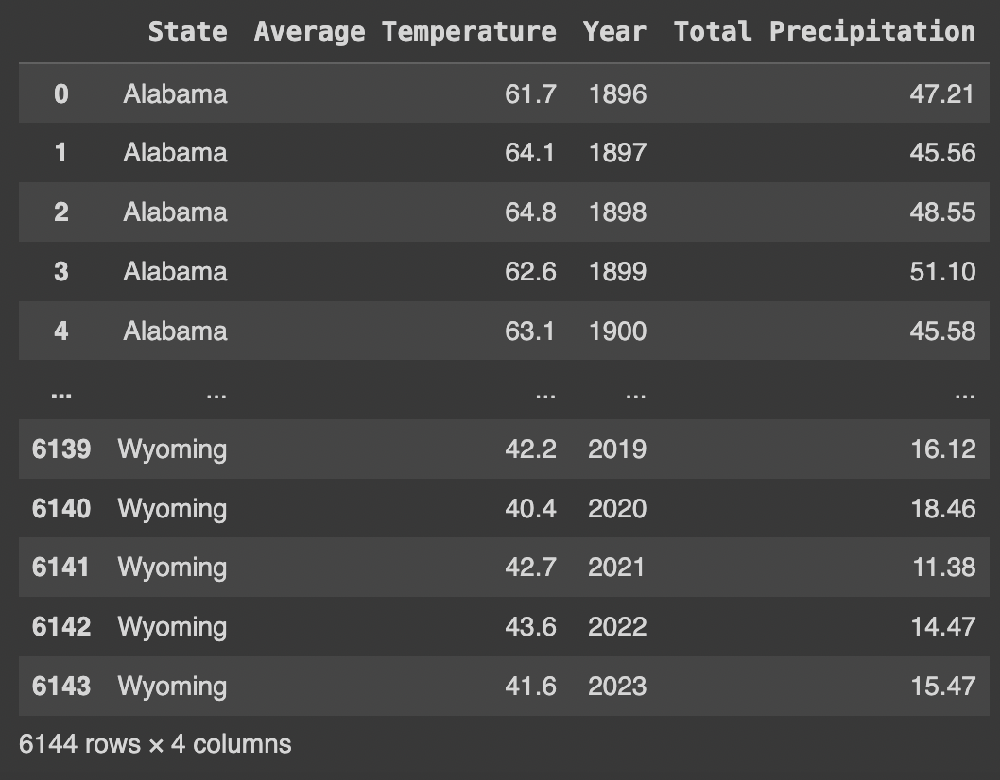 State Average Temperature Year Total Precipitation
0 Alabama 61.7 1896 47.21
1 Alabama 64.1 1897 45.56
2 Alabama 64.8 1898 48.55
3 Alabama 62.6 1899 51.10
4 Alabama 63.1 1900 45.58
... ... ... ... ...
6139 Wyoming 42.2 2019 16.12
6140 Wyoming 40.4 2020 18.46
6141 Wyoming 42.7 2021 11.38
6142 Wyoming 43.6 2022 14.47
6143 Wyoming 41.6 2023 15.47
6144 rows × 4 columns